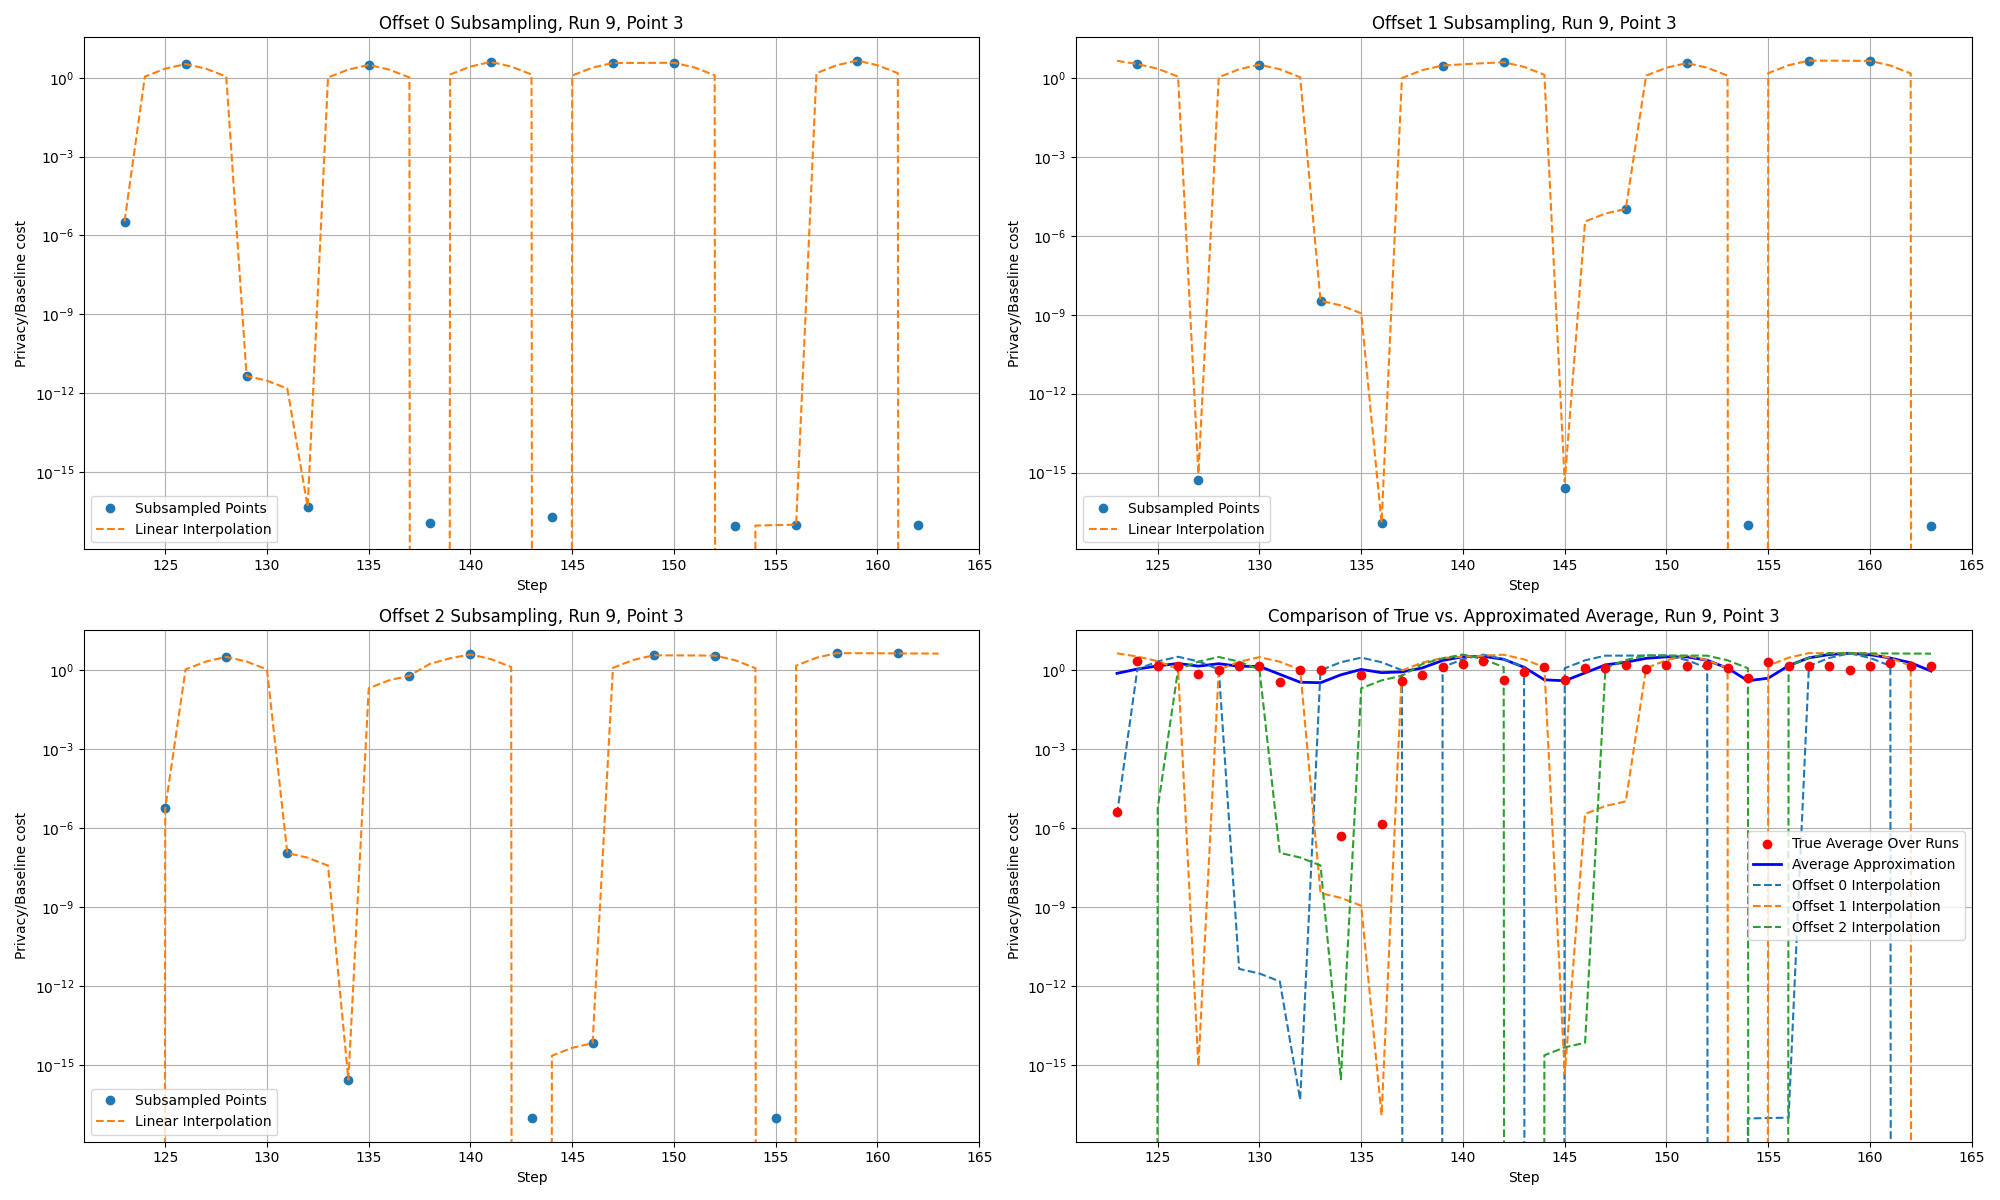 Offset 0 Subsampling, Run 9, Point 3
Privacy/Baseline cost
10^0
10^-3
10^-6
10^-9
10^-12
10^-15
Subsampled Points
Linear Interpolation
125 130 135 140 145 150 155 160 165
Step
Offset 1 Subsampling, Run 9, Point 3
Privacy/Baseline cost
10^0
10^-3
10^-6
10^-9
10^-12
10^-15
Subsampled Points
Linear Interpolation
125 130 135 140 145 150 155 160 165
Step
Offset 2 Subsampling, Run 9, Point 3
Privacy/Baseline cost
10^0
10^-3
10^-6
10^-9
10^-12
10^-15
Subsampled Points
Linear Interpolation
125 130 135 140 145 150 155 160 165
Step
Comparison of True vs. Approximated Average, Run 9, Point 3
Privacy/Baseline cost
10^0
10^-3
10^-6
10^-9
10^-12
10^-15
True Average Over Runs
Average Approximation
Offset 0 Interpolation
Offset 1 Interpolation
Offset 2 Interpolation
125 130 135 140 145 150 155 160 165
Step